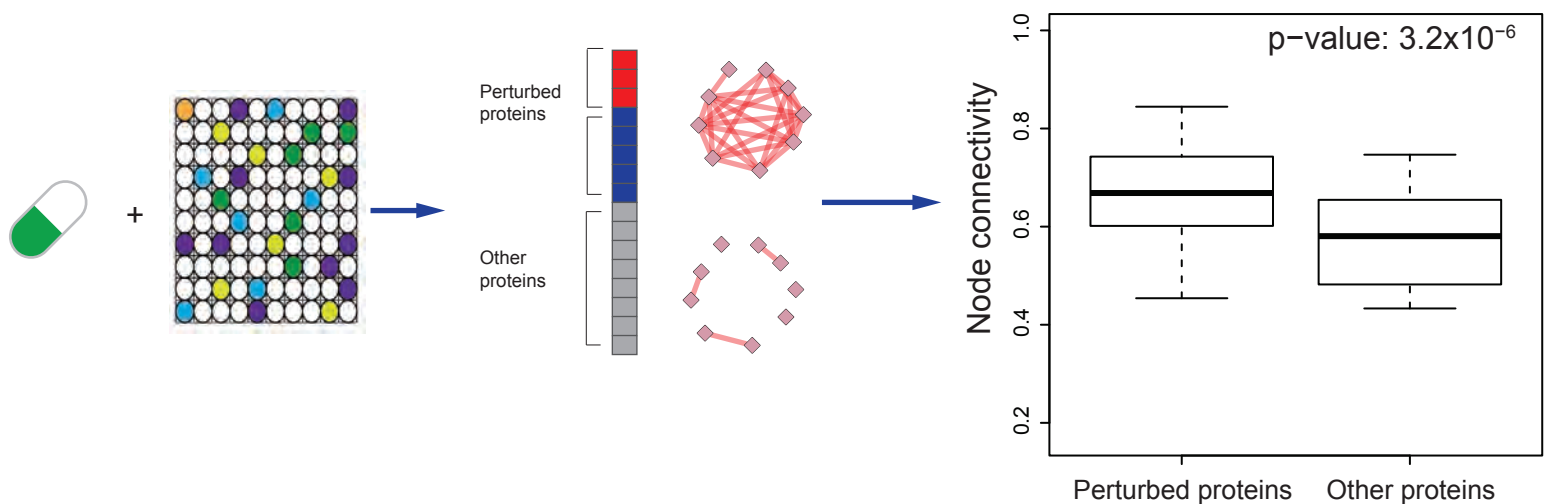 +
Perturbed
proteins
Other
proteins
p−value: 3.2x10⁻⁶
Node connectivity
1.0
0.8
0.6
0.4
0.2
Perturbed proteins
Other proteins